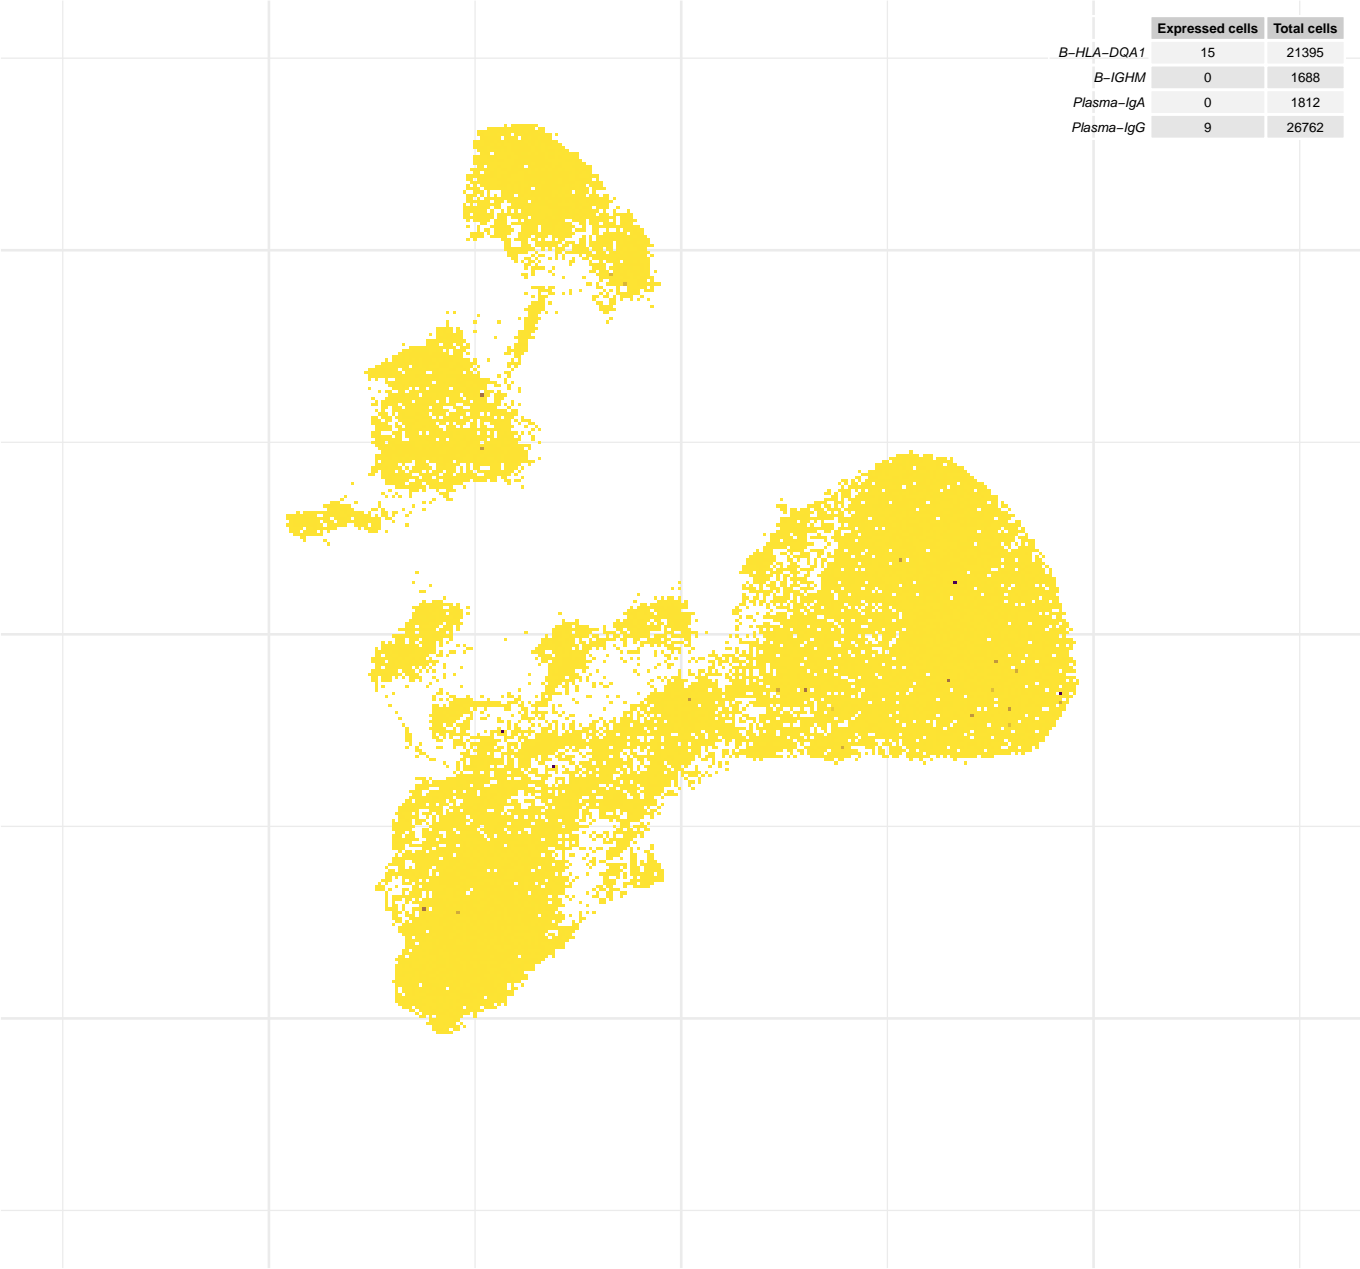 Expressed cells Total cells
B−HLA−DQA1 15 21395
B−IGHM 0 1688
Plasma−IgA 0 1812
Plasma−IgG 9 26762